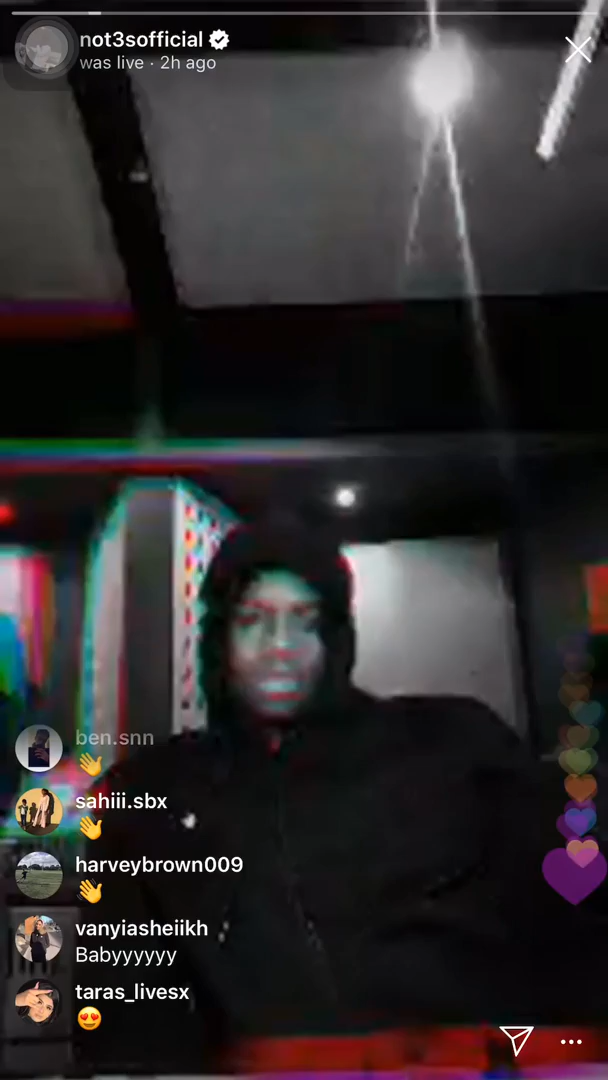 not3sofficial
was live · 2h ago
ben.snn
👋
sahiii.sbx
👋
harveybrown009
👋
vanyiasheiikh
Babyyyyyy
taras_livesx
😍